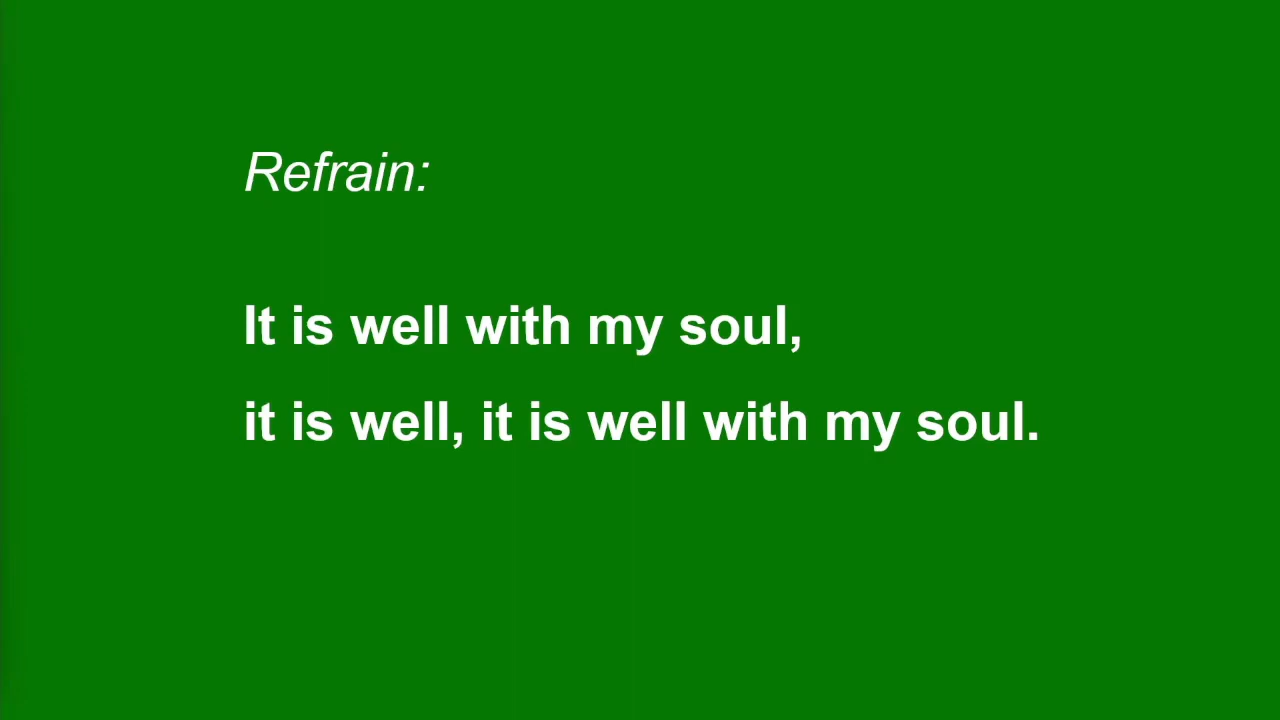 Refrain:
It is well with my soul,
it is well, it is well with my soul.